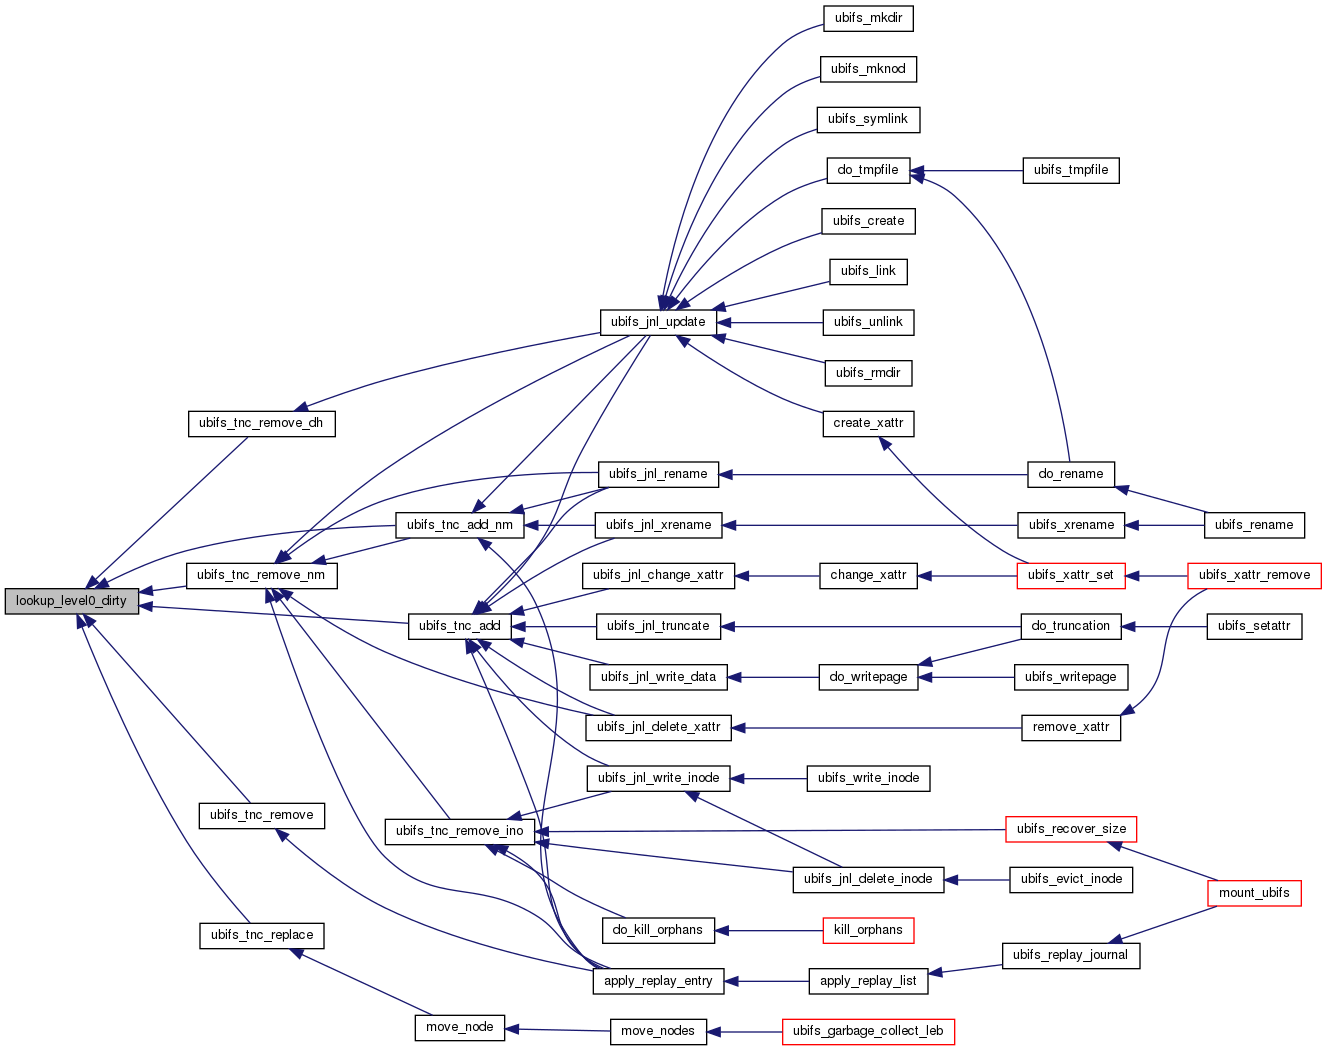 ubifs_mkdir
ubifs_mknod
ubifs_symlink
do_tmpfile
ubifs_tmpfile
ubifs_create
ubifs_link
ubifs_jnl_update
ubifs_unlink
ubifs_rmdir
ubifs_tnc_remove_dh
create_xattr
ubifs_jnl_rename
do_rename
ubifs_tnc_add_nm
ubifs_jnl_xrename
ubifs_xrename
ubifs_rename
ubifs_tnc_remove_nm
ubifs_jnl_change_xattr
change_xattr
ubifs_xattr_set
ubifs_xattr_remove
lookup_level0_dirty
ubifs_tnc_add
ubifs_jnl_truncate
do_truncation
ubifs_setattr
ubifs_jnl_write_data
do_writepage
ubifs_writepage
ubifs_jnl_delete_xattr
remove_xattr
ubifs_jnl_write_inode
ubifs_write_inode
ubifs_tnc_remove
ubifs_tnc_remove_ino
ubifs_recover_size
ubifs_jnl_delete_inode
ubifs_evict_inode
mount_ubifs
ubifs_tnc_replace
do_kill_orphans
kill_orphans
ubifs_replay_journal
apply_replay_entry
apply_replay_list
move_node
move_nodes
ubifs_garbage_collect_leb